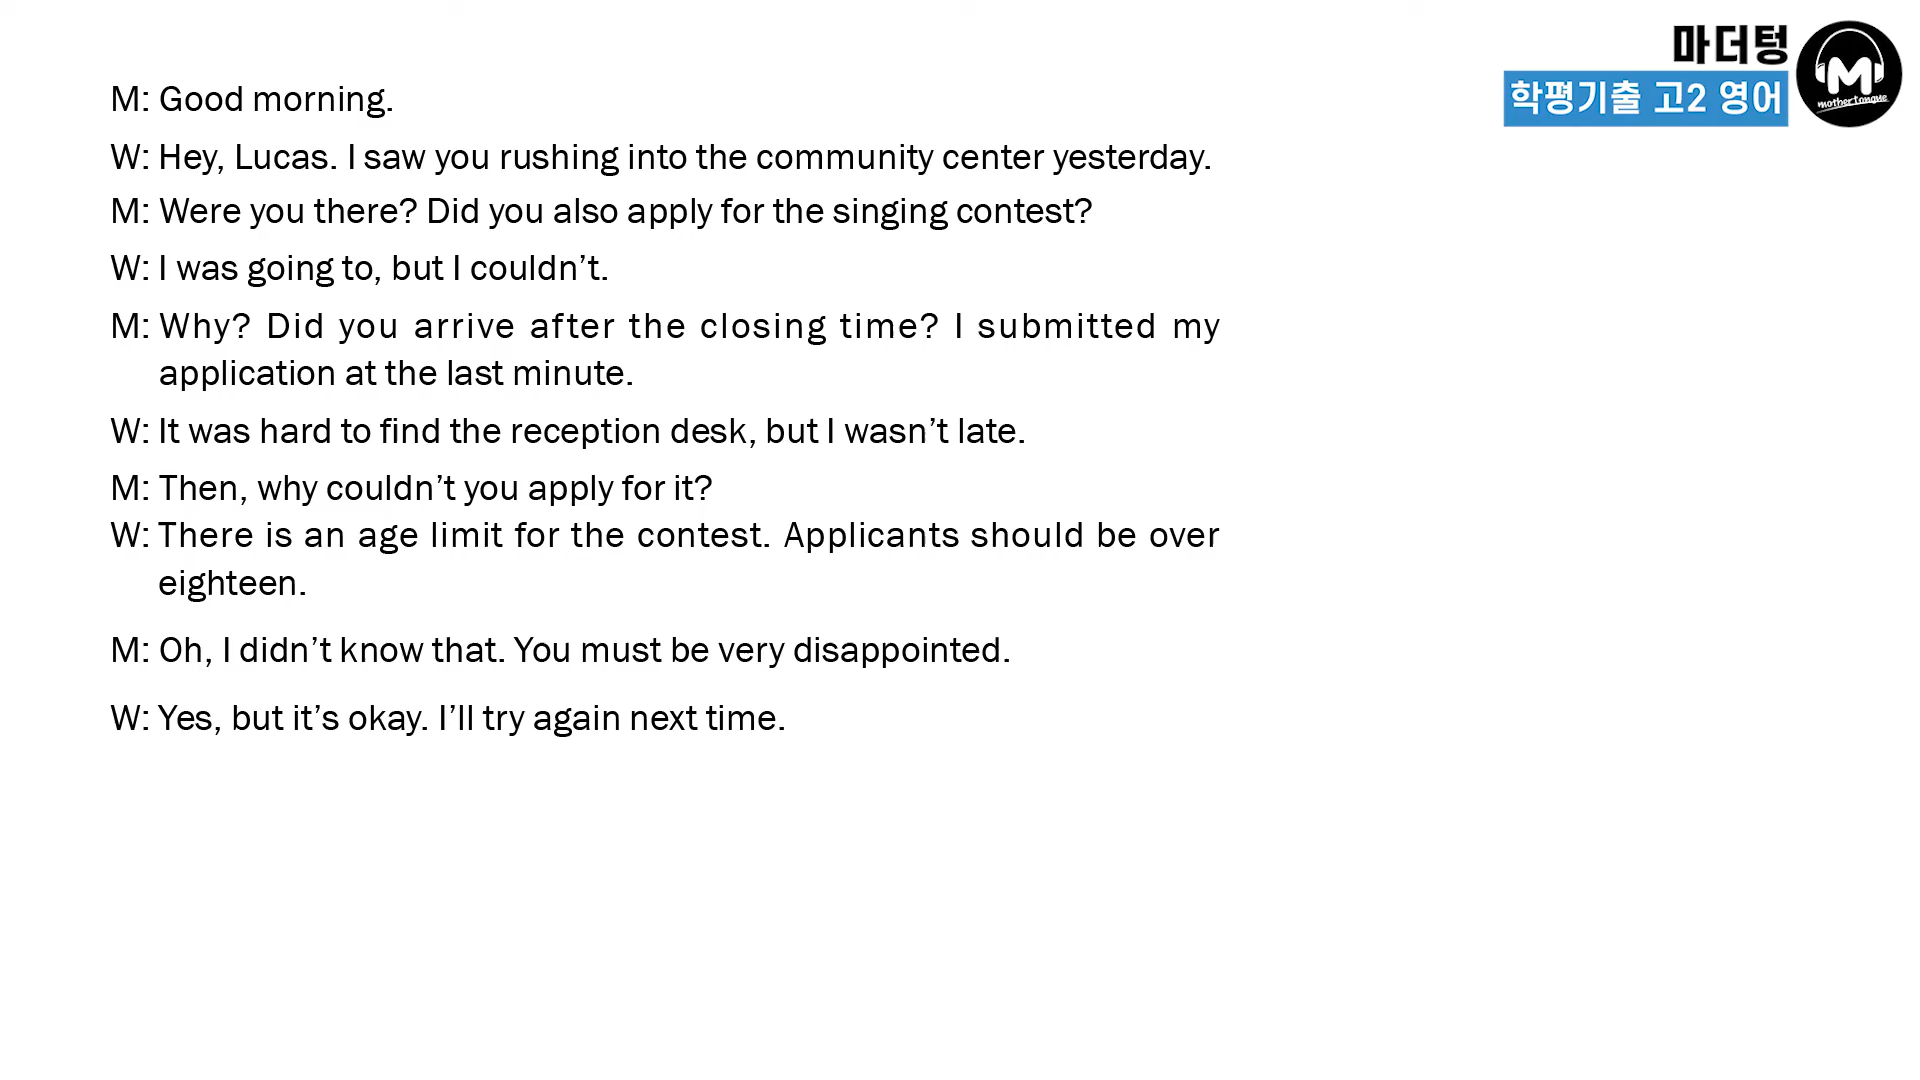 마더텅
학평기출 고2 영어
M
mothertongue
M: Good morning.
W: Hey, Lucas. I saw you rushing into the community center yesterday.
M: Were you there? Did you also apply for the singing contest?
W: I was going to, but I couldn’t.
M: Why? Did you arrive after the closing time? I submitted my
application at the last minute.
W: It was hard to find the reception desk, but I wasn’t late.
M: Then, why couldn’t you apply for it?
W: There is an age limit for the contest. Applicants should be over
eighteen.
M: Oh, I didn’t know that. You must be very disappointed.
W: Yes, but it’s okay. I’ll try again next time.